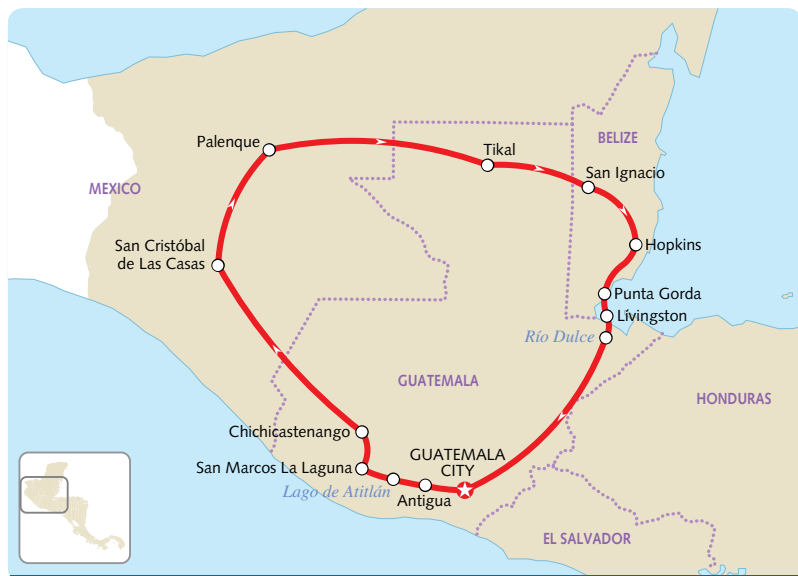 BELIZE
Palenque
Tikal
San Ignacio
MEXICO
San Cristóbal
de Las Casas
Hopkins
Punta Gorda
Lívingston
Río Dulce
GUATEMALA
HONDURAS
Chichicastenango
GUATEMALA
CITY
San Marcos La Laguna
Lago de Atitlán
Antigua
EL SALVADOR